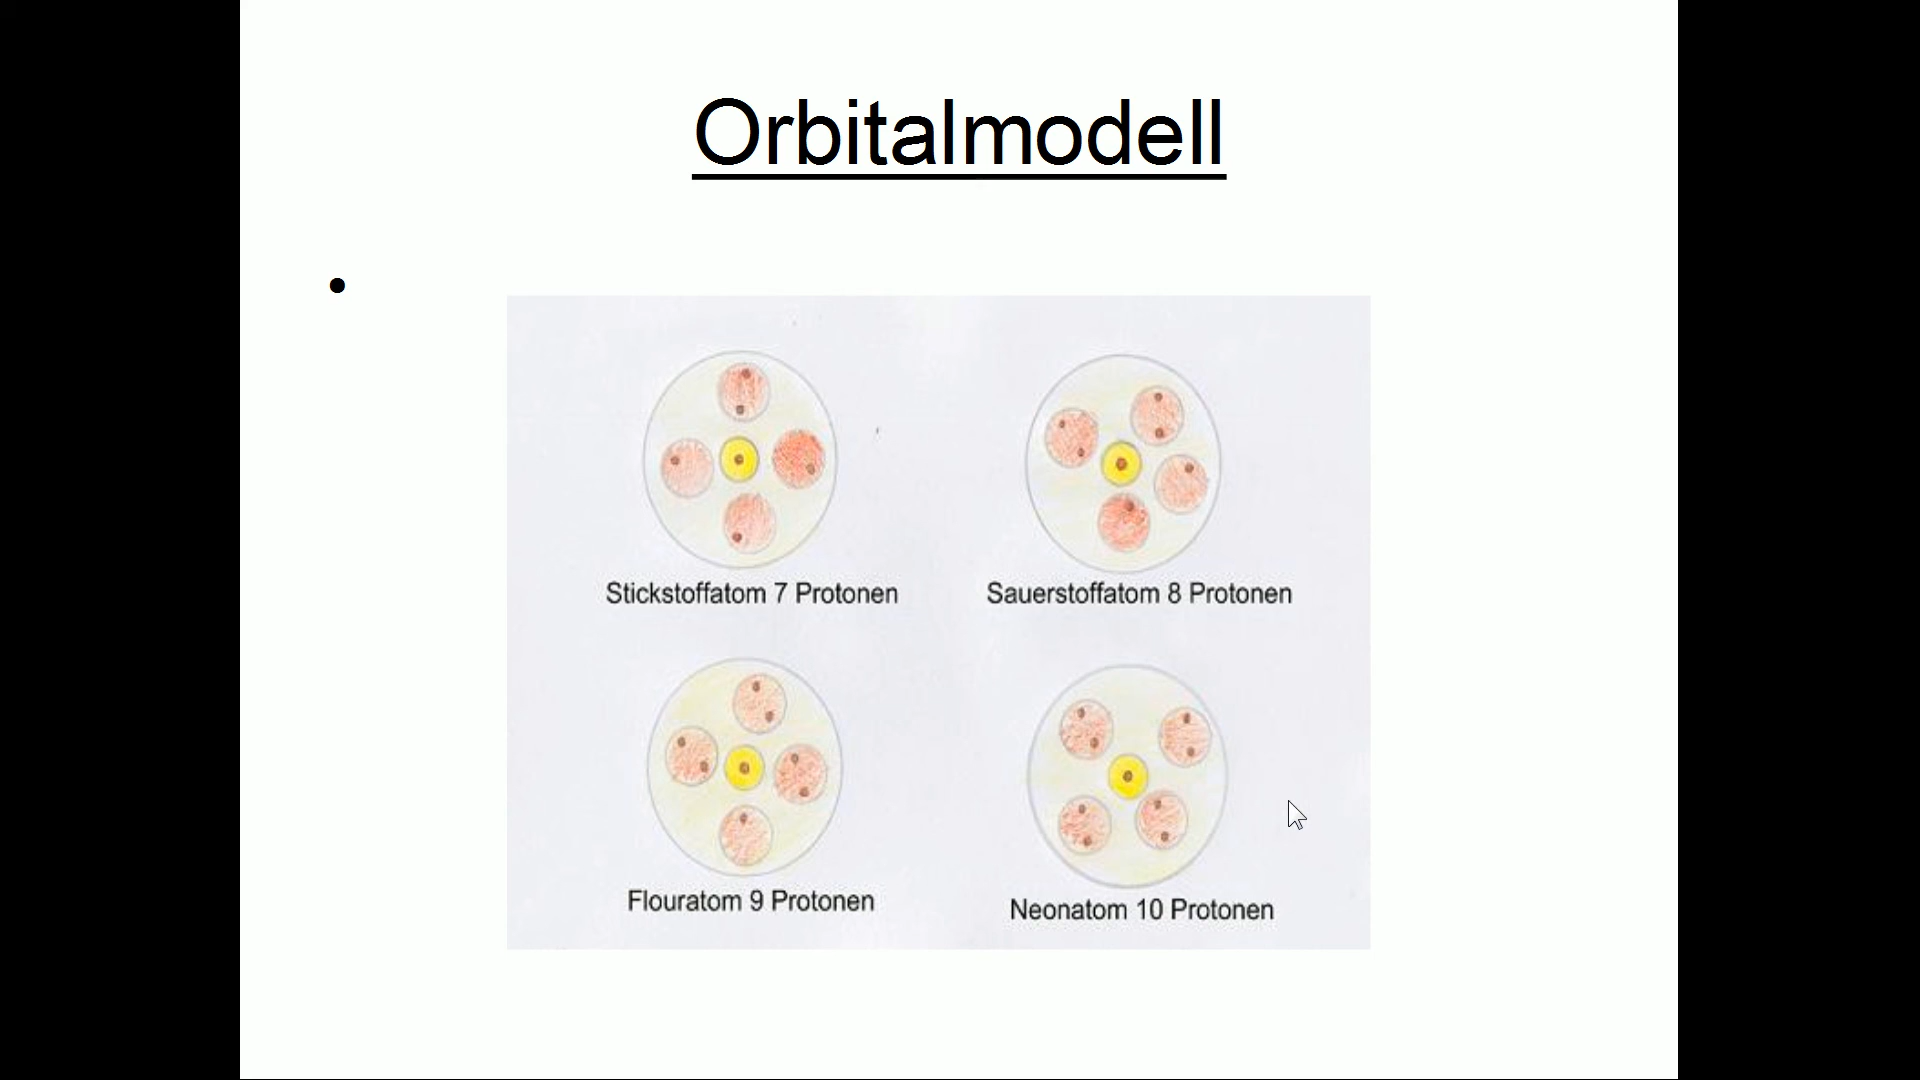 Orbitalmodell
Stickstoffatom 7 Protonen
Sauerstoffatom 8 Protonen
Flouratom 9 Protonen
Neonatom 10 Protonen